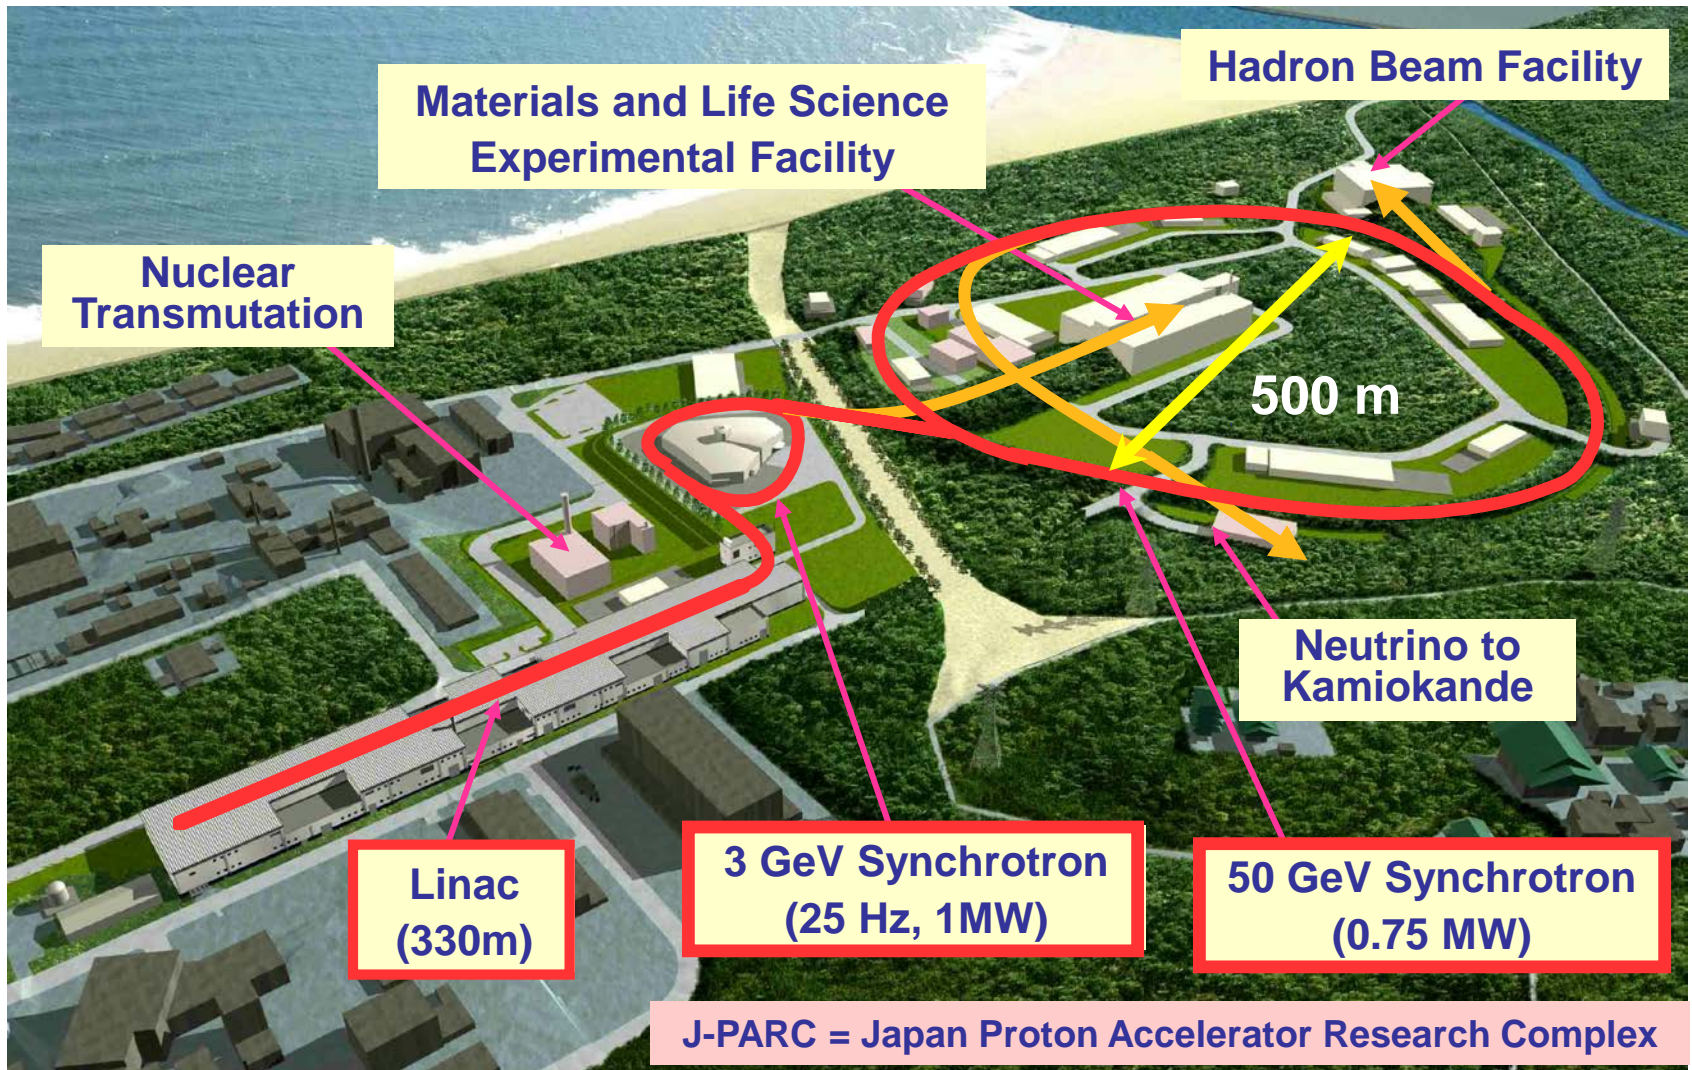 Hadron Beam Facility
Materials and Life Science
Experimental Facility
Nuclear
Transmutation
500 m
Neutrino to
Kamiokande
Linac
(330m)
3 GeV Synchrotron
(25 Hz, 1MW)
50 GeV Synchrotron
(0.75 MW)
J-PARC = Japan Proton Accelerator Research Complex